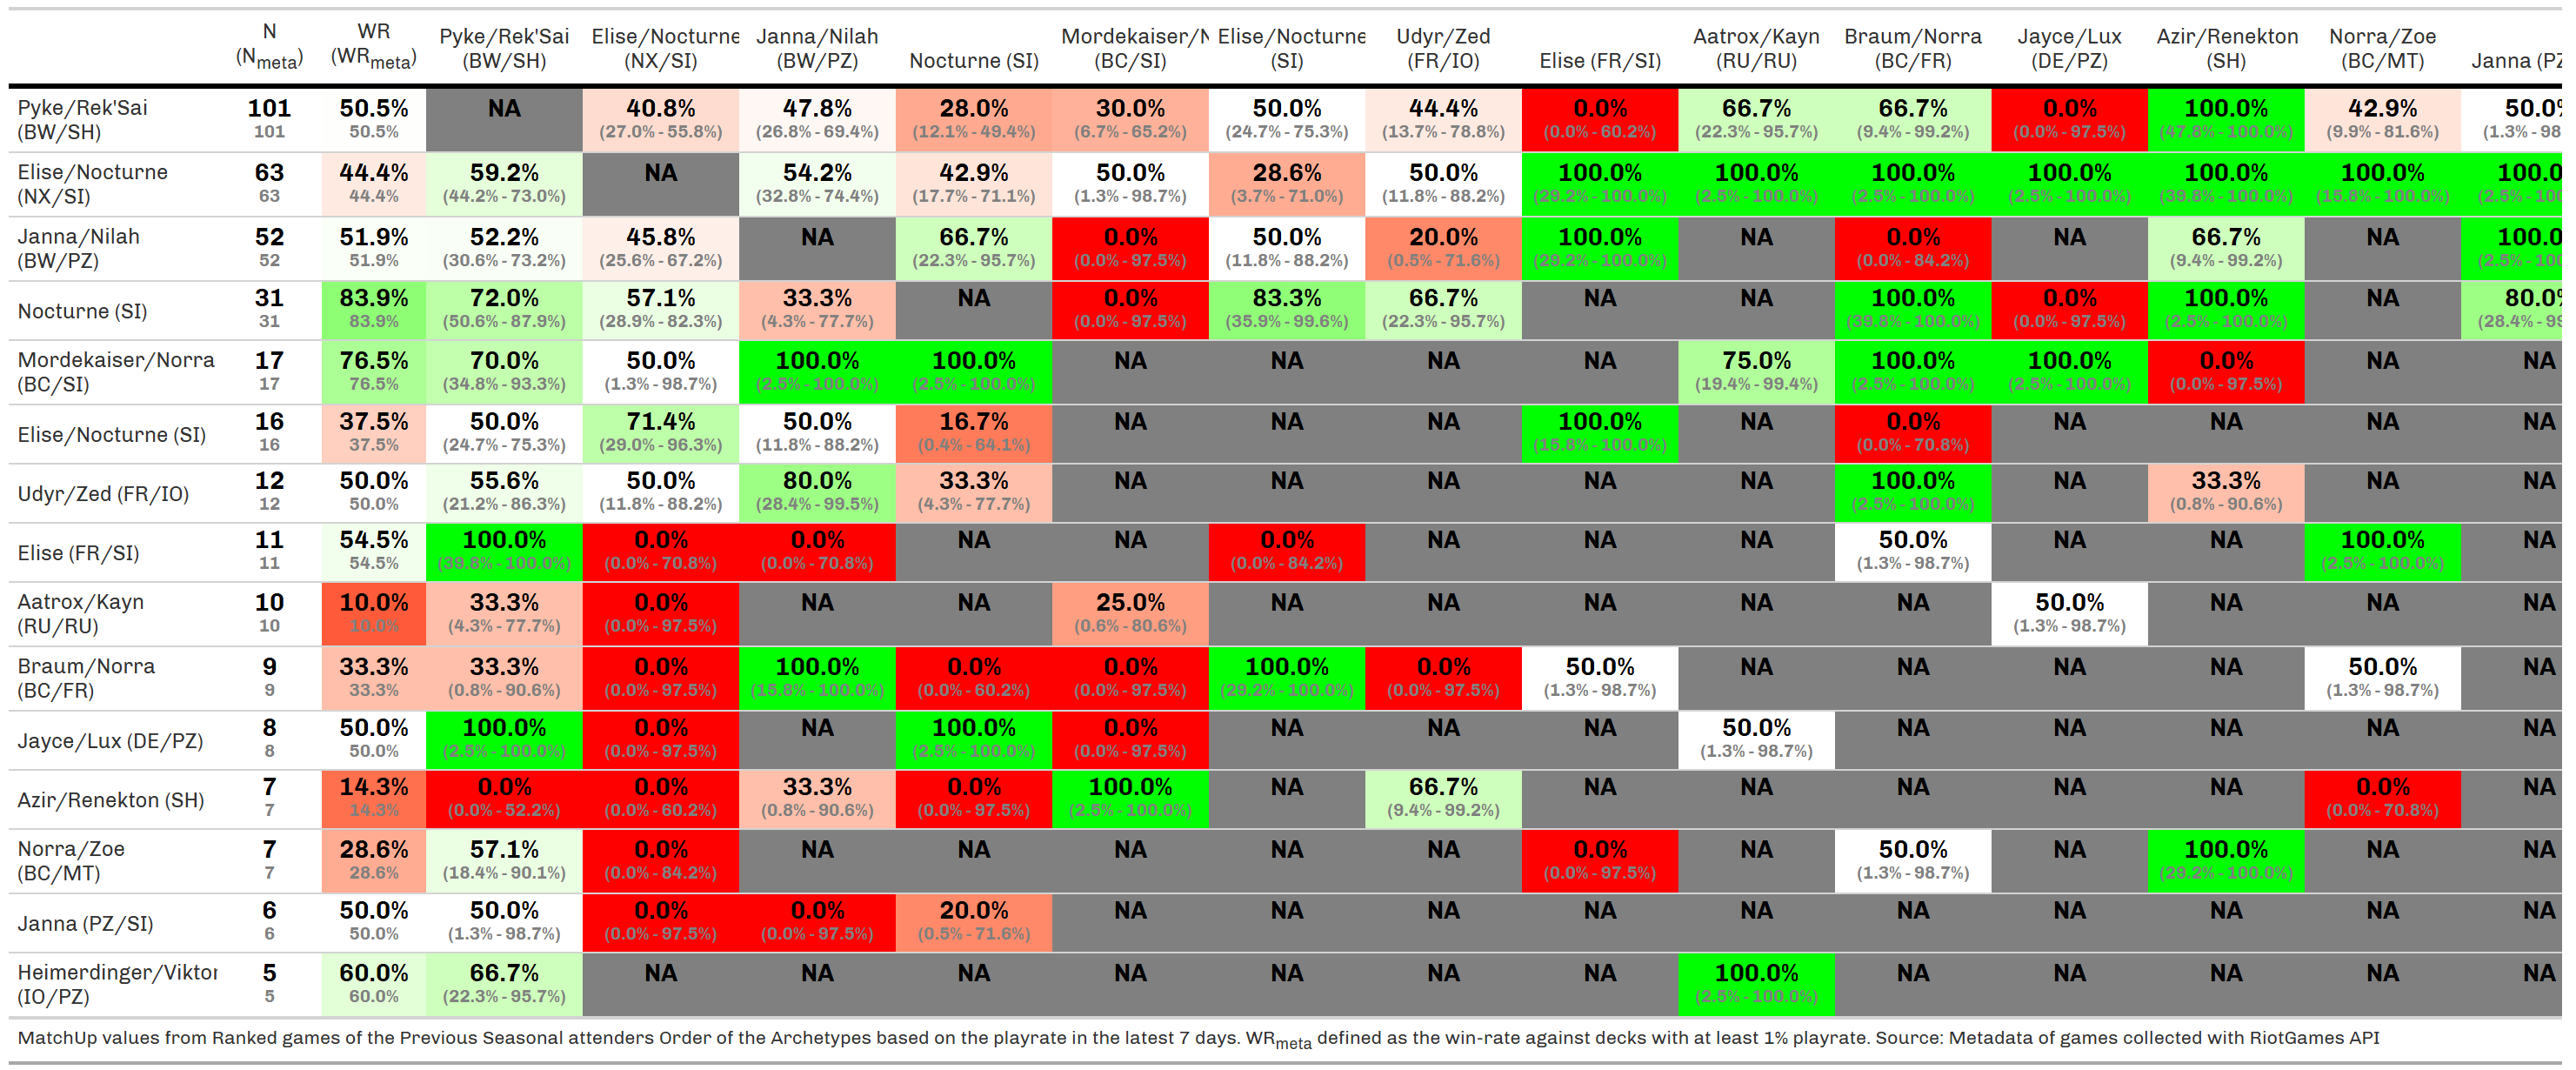 N WR Pyke/Rek'Sai Elise/Nocturne Janna/Nilah Mordekaiser/N Elise/Nocturne Udyr/Zed Aatrox/Kayn Braum/Norra Jayce/Lux Azir/Renekton Norra/Zoe
(Nmeta) (WRmeta) (BW/SH) (NX/SI) (BW/PZ) Nocturne (SI) (BC/SI) (SI) (FR/IO) Elise (FR/SI) (RU/RU) (BC/FR) (DE/PZ) (SH) (BC/MT) Janna (PZ
Pyke/Rek'Sai 101 50.5% NA 40.8% 47.8% 28.0% 30.0% 50.0% 44.4% 0.0% 66.7% 66.7% 0.0% 100.0% 42.9% 50.0%
(BW/SH) 101 50.5% (27.0% - 55.8%) (26.8% - 69.4%) (12.1% - 49.4%) (6.7% - 65.2%) (24.7% - 75.3%) (13.7% - 78.8%) (0.0% - 60.2%) (22.3% - 95.7%) (9.4% - 99.2%) (0.0% - 97.5%) (47.8% - 100.0%) (9.9% - 81.6%) (1.3% - 98
Elise/Nocturne 63 44.4% 59.2% NA 54.2% 42.9% 50.0% 28.6% 50.0% 100.0% 100.0% 100.0% 100.0% 100.0% 100.0% 100.0
(NX/SI) 63 44.4% (44.2% - 73.0%) (32.8% - 74.4%) (17.7% - 71.1%) (1.3% - 98.7%) (3.7% - 71.0%) (11.8% - 88.2%) (29.2% - 100.0%) (2.5% - 100.0%) (2.5% - 100.0%) (2.5% - 100.0%) (39.8% - 100.0%) (15.8% - 100.0%) (2.5% - 100
Janna/Nilah 52 51.9% 52.2% 45.8% NA 66.7% 0.0% 50.0% 20.0% 100.0% NA 0.0% NA 66.7% NA 100.0
(BW/PZ) 52 51.9% (30.6% - 73.2%) (25.6% - 67.2%) (22.3% - 95.7%) (0.0% - 97.5%) (11.8% - 88.2%) (0.5% - 71.6%) (29.2% - 100.0%) (0.0% - 84.2%) (9.4% - 99.2%) (2.5% - 100
Nocturne (SI) 31 83.9% 72.0% 57.1% 33.3% NA 0.0% 83.3% 66.7% NA NA 100.0% 0.0% 100.0% NA 80.0%
31 83.9% (50.6% - 87.9%) (28.9% - 82.3%) (4.3% - 77.7%) (0.0% - 97.5%) (35.9% - 99.6%) (22.3% - 95.7%) (39.8% - 100.0%) (0.0% - 97.5%) (2.5% - 100.0%) (28.4% - 99
Mordekaiser/Norra 17 76.5% 70.0% 50.0% 100.0% 100.0% NA NA NA NA 75.0% 100.0% 100.0% 0.0% NA NA
(BC/SI) 17 76.5% (34.8% - 93.3%) (1.3% - 98.7%) (2.5% - 100.0%) (2.5% - 100.0%) (19.4% - 99.4%) (2.5% - 100.0%) (2.5% - 100.0%) (0.0% - 97.5%)
Elise/Nocturne (SI) 16 37.5% 50.0% 71.4% 50.0% 16.7% NA NA NA 100.0% NA 0.0% NA NA NA NA
16 37.5% (24.7% - 75.3%) (29.0% - 96.3%) (11.8% - 88.2%) (0.4% - 64.1%) (15.8% - 100.0%) (0.0% - 70.8%)
Udyr/Zed (FR/IO) 12 50.0% 55.6% 50.0% 80.0% 33.3% NA NA NA NA NA 100.0% NA 33.3% NA NA
12 50.0% (21.2% - 86.3%) (11.8% - 88.2%) (28.4% - 99.5%) (4.3% - 77.7%) (2.5% - 100.0%) (0.8% - 90.6%)
Elise (FR/SI) 11 54.5% 100.0% 0.0% 0.0% NA NA 0.0% NA NA NA 50.0% NA NA 100.0% NA
11 54.5% (39.8% - 100.0%) (0.0% - 70.8%) (0.0% - 70.8%) (0.0% - 84.2%) (1.3% - 98.7%) (2.5% - 100.0%)
Aatrox/Kayn 10 10.0% 33.3% 0.0% NA NA 25.0% NA NA NA NA NA 50.0% NA NA NA
(RU/RU) 10 10.0% (4.3% - 77.7%) (0.0% - 97.5%) (0.6% - 80.6%) (1.3% - 98.7%)
Braum/Norra 9 33.3% 33.3% 0.0% 100.0% 0.0% 0.0% 100.0% 0.0% 50.0% NA NA NA NA 50.0% NA
(BC/FR) 9 33.3% (0.8% - 90.6%) (0.0% - 97.5%) (15.8% - 100.0%) (0.0% - 60.2%) (0.0% - 97.5%) (29.2% - 100.0%) (0.0% - 97.5%) (1.3% - 98.7%) (1.3% - 98.7%)
Jayce/Lux (DE/PZ) 8 50.0% 100.0% 0.0% NA 100.0% 0.0% NA NA NA 50.0% NA NA NA NA NA
8 50.0% (2.5% - 100.0%) (0.0% - 97.5%) (2.5% - 100.0%) (0.0% - 97.5%) (1.3% - 98.7%)
Azir/Renekton (SH) 7 14.3% 0.0% 0.0% 33.3% 0.0% 100.0% NA 66.7% NA NA NA NA NA 0.0% NA
7 14.3% (0.0% - 52.2%) (0.0% - 60.2%) (0.8% - 90.6%) (0.0% - 97.5%) (2.5% - 100.0%) (9.4% - 99.2%) (0.0% - 70.8%)
Norra/Zoe 7 28.6% 57.1% 0.0% NA NA NA NA NA 0.0% NA 50.0% NA 100.0% NA NA
(BC/MT) 7 28.6% (18.4% - 90.1%) (0.0% - 84.2%) (0.0% - 97.5%) (1.3% - 98.7%) (29.2% - 100.0%)
Janna (PZ/SI) 6 50.0% 50.0% 0.0% 0.0% 20.0% NA NA NA NA NA NA NA NA NA NA
6 50.0% (1.3% - 98.7%) (0.0% - 97.5%) (0.0% - 97.5%) (0.5% - 71.6%)
Heimerdinger/Viktor 5 60.0% 66.7% NA NA NA NA NA NA NA 100.0% NA NA NA NA NA
(IO/PZ) 5 60.0% (22.3% - 95.7%) (2.5% - 100.0%)
MatchUp values from Ranked games of the Previous Seasonal attenders Order of the Archetypes based on the playrate in the latest 7 days. WRmeta defined as the win-rate against decks with at least 1% playrate. Source: Metadata of games collected with RiotGames API